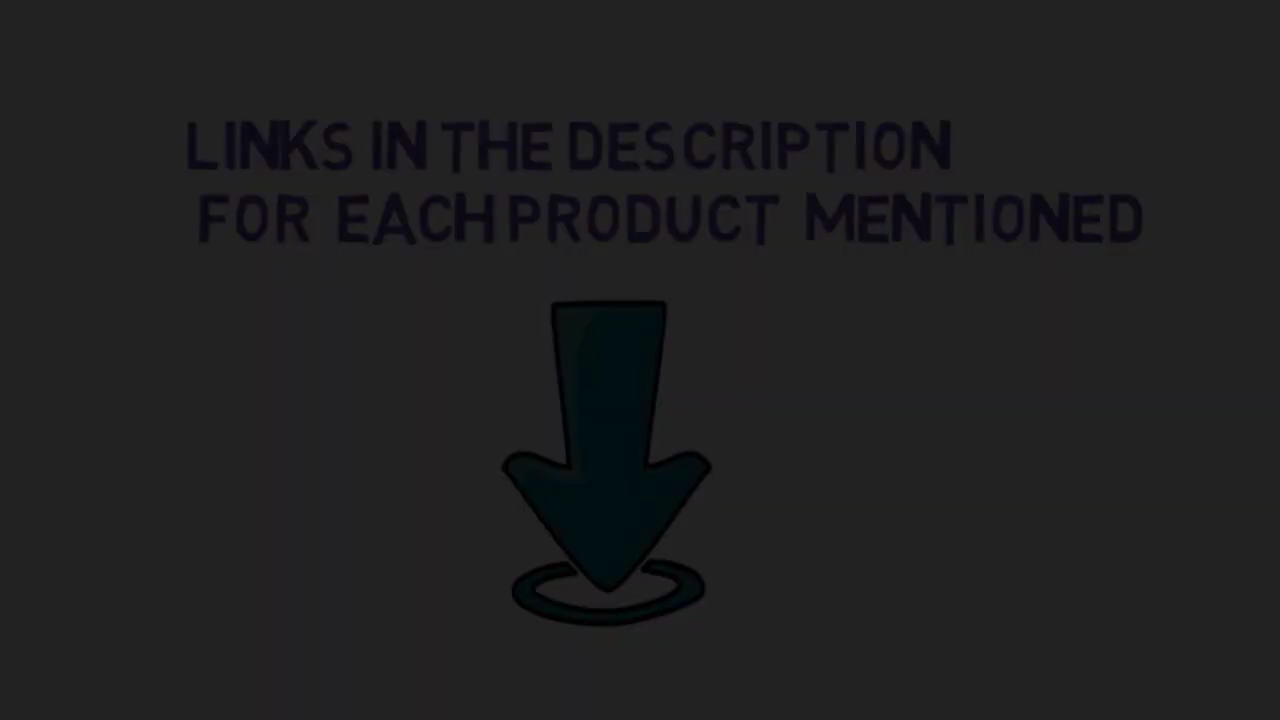 LINKS IN THE DESCRIPTION
FOR EACH PRODUCT MENTIONED